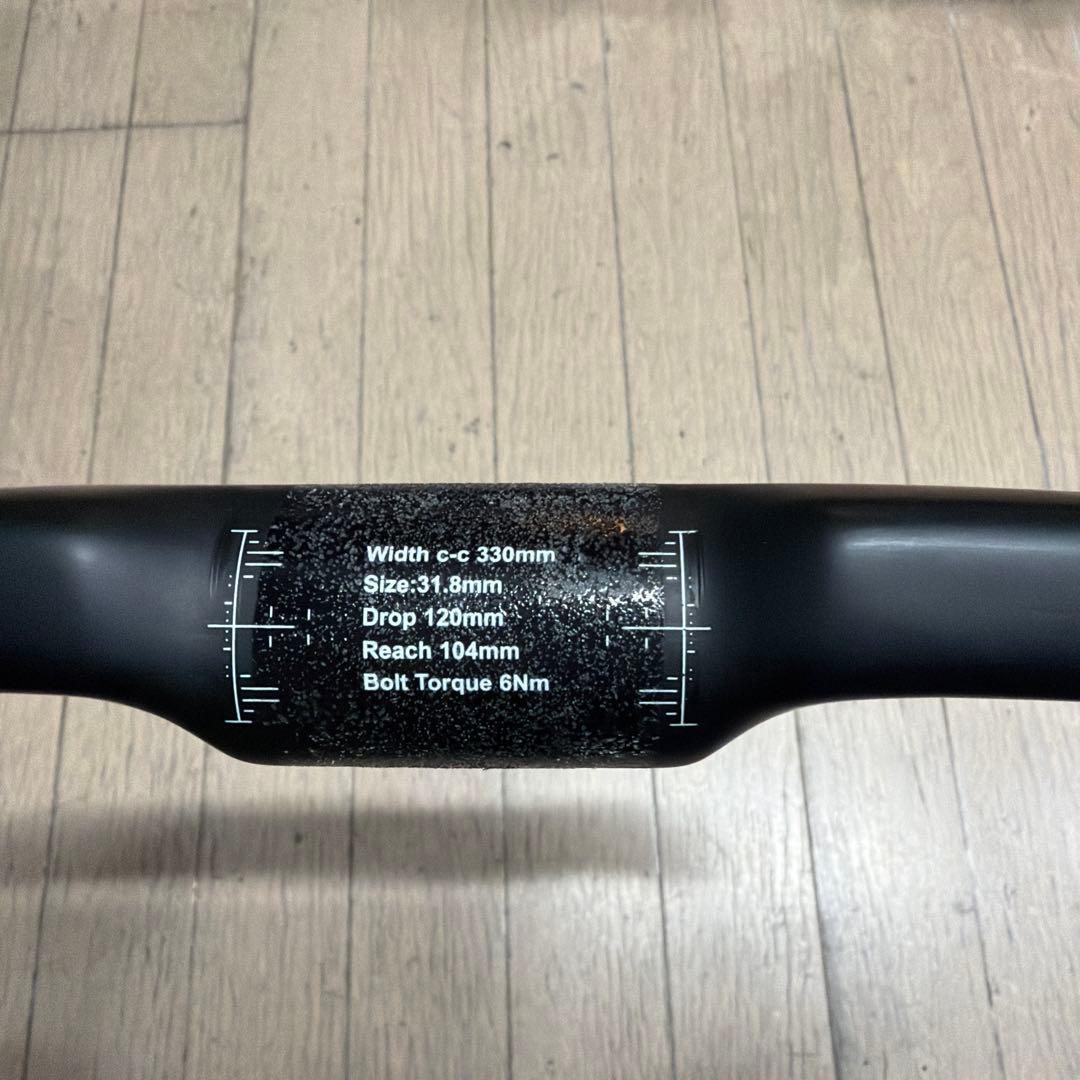 Width c-c 330mm
Size:31.8mm
Drop 120mm
Reach 104mm
Bolt Torque 6Nm